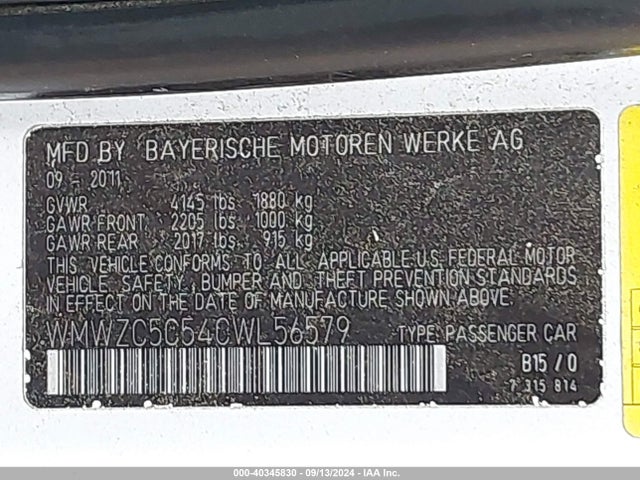 MFD BY BAYERISCHE MOTOREN WERKE AG
09 - 2011
GVWR 4145 lbs 1880 kg
GAWR FRONT 2205 lbs 1000 kg
GAWR REAR 2017 lbs 915 kg
THIS VEHICLE CONFORMS TO ALL APPLICABLE U.S. FEDERAL MOTOR
VEHICLE SAFETY, BUMPER AND THEFT PREVENTION STANDARDS
IN EFFECT ON THE DATE OF MANUFACTURE SHOWN ABOVE.
WMWZC5C54CWL56579 TYPE: PASSENGER CAR
B15 / 0
7 315 814
000-40345830 - 09/13/2024 - IAA Inc.